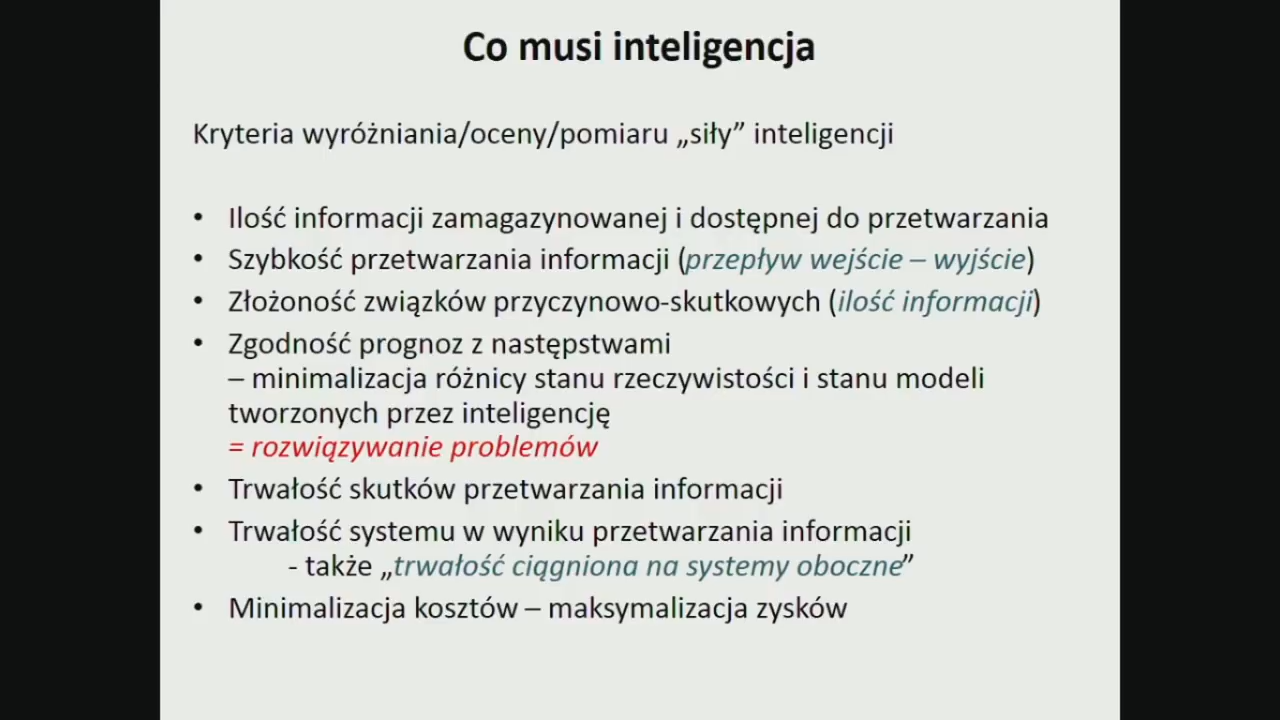 Co musi inteligencja
Kryteria wyróżniania/oceny/pomiaru „siły” inteligencji
• Ilość informacji zamagazynowanej i dostępnej do przetwarzania
• Szybkość przetwarzania informacji (przepływ wejście – wyjście)
• Złożoność związków przyczynowo-skutkowych (ilość informacji)
• Zgodność prognoz z następstwami
– minimalizacja różnicy stanu rzeczywistości i stanu modeli
tworzonych przez inteligencję
= rozwiązywanie problemów
• Trwałość skutków przetwarzania informacji
• Trwałość systemu w wyniku przetwarzania informacji
- także „trwałość ciągniona na systemy oboczne”
• Minimalizacja kosztów – maksymalizacja zysków